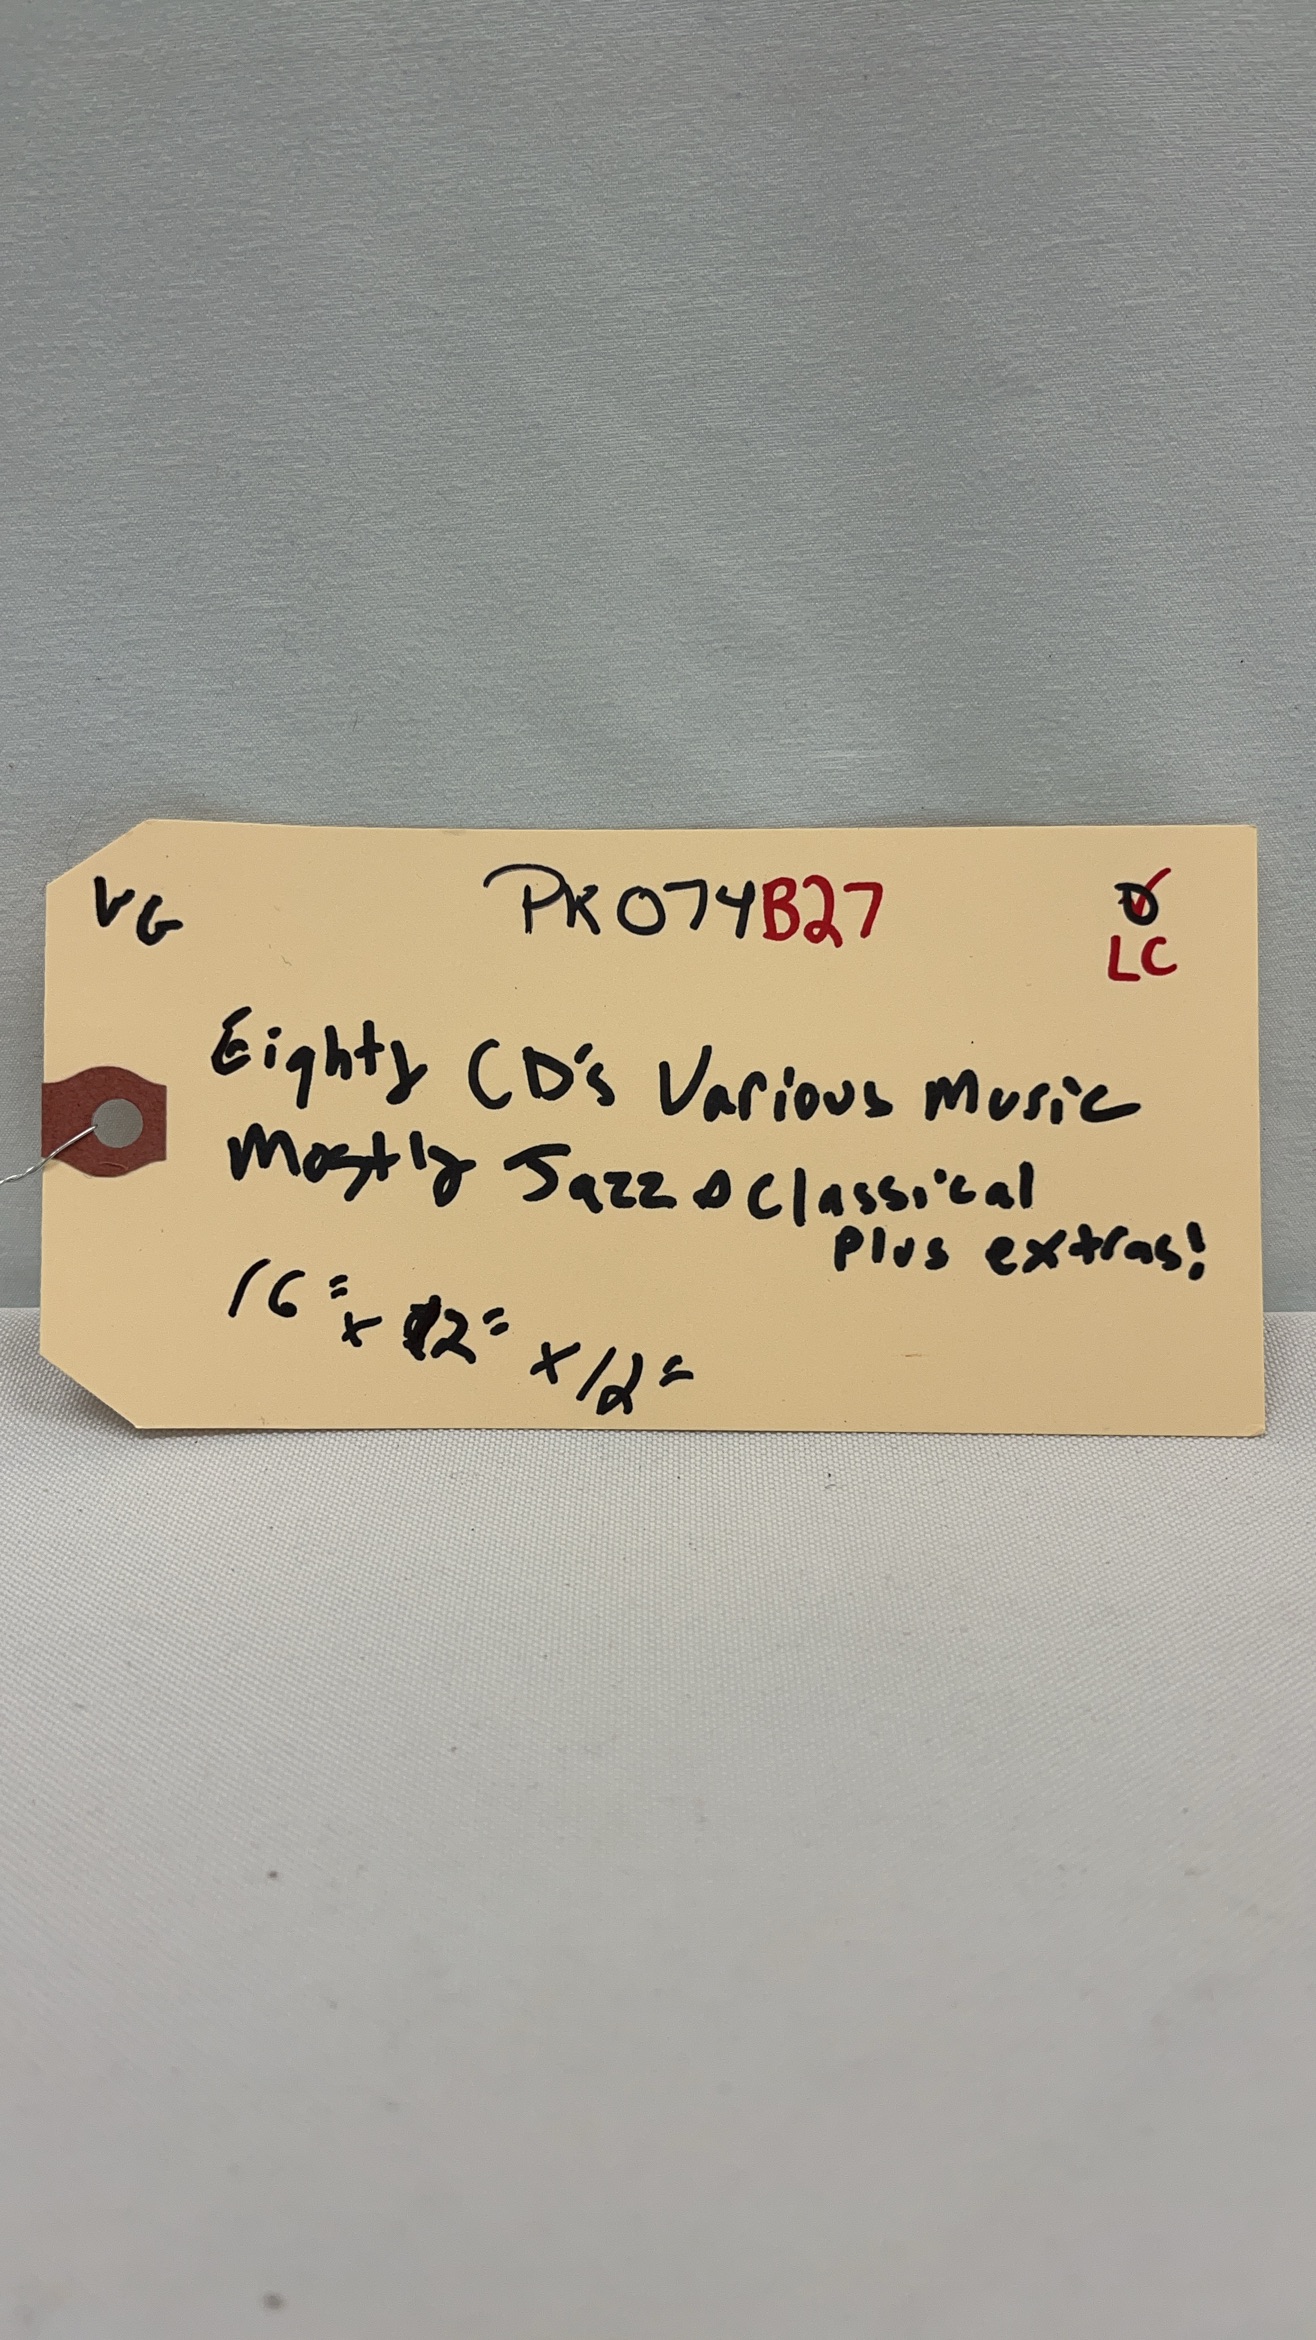 VG PK074B27
LC
Eighty CD's Various Music
Mostly Jazz & Classical
Plus extras!
16" x 12" x 12"